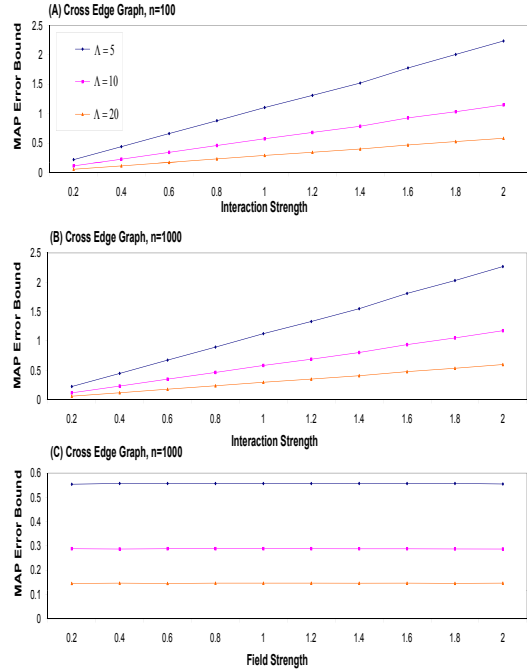 (A) Cross Edge Graph, n=100
MAP Error Bound
2.5
2
1.5
1
0.5
0
Λ = 5
Λ = 10
Λ = 20
0.2 0.4 0.6 0.8 1 1.2 1.4 1.6 1.8 2
Interaction Strength
(B) Cross Edge Graph, n=1000
MAP Error Bound
2.5
2
1.5
1
0.5
0
0.2 0.4 0.6 0.8 1 1.2 1.4 1.6 1.8 2
Interaction Strength
(C) Cross Edge Graph, n=1000
MAP Error Bound
0.6
0.5
0.4
0.3
0.2
0.1
0
0.2 0.4 0.6 0.8 1 1.2 1.4 1.6 1.8 2
Field Strength